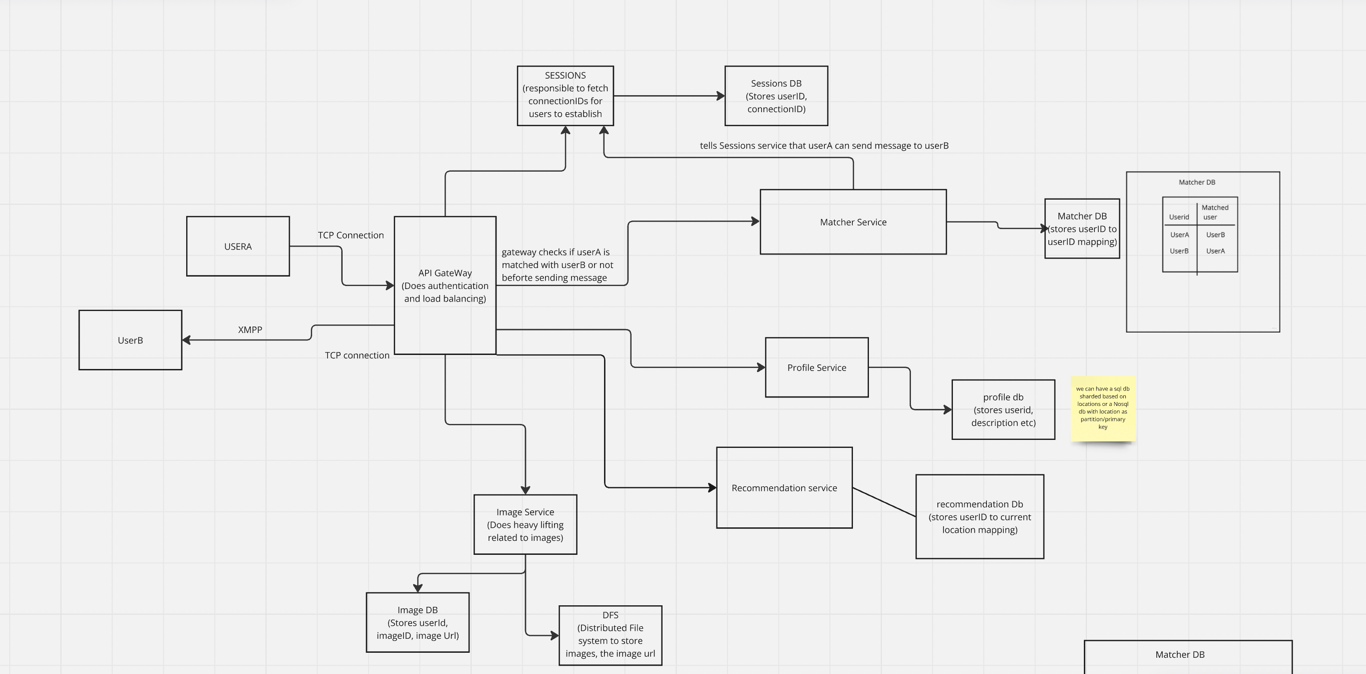 SESSIONS
(responsible to fetch
connectionIDs for
users to establish
Sessions DB
(Stores userID,
connectionID)
tells Sessions service that userA can send message to userB
Matcher DB
Userid
Matched
user
UserA
UserB
UserB
UserA
Matcher Service
Matcher DB
(stores userID to
userID mapping)
USERA
TCP Connection
API GateWay
(Does authentication
and load balancing)
gateway checks if userA is
matched with userB or not
beforte sending message
UserB
XMPP
TCP connection
Profile Service
profile db
(stores userid,
description etc)
we can have a sql db
sharded based on
locations or a Nosql
db with location as
partition/primary
key
Recommendation service
recommendation Db
(stores userID to current
location mapping)
Image Service
(Does heavy lifting
related to images)
Image DB
(Stores userId,
imageID, image Url)
DFS
(Distributed File
system to store
images, the image url
Matcher DB